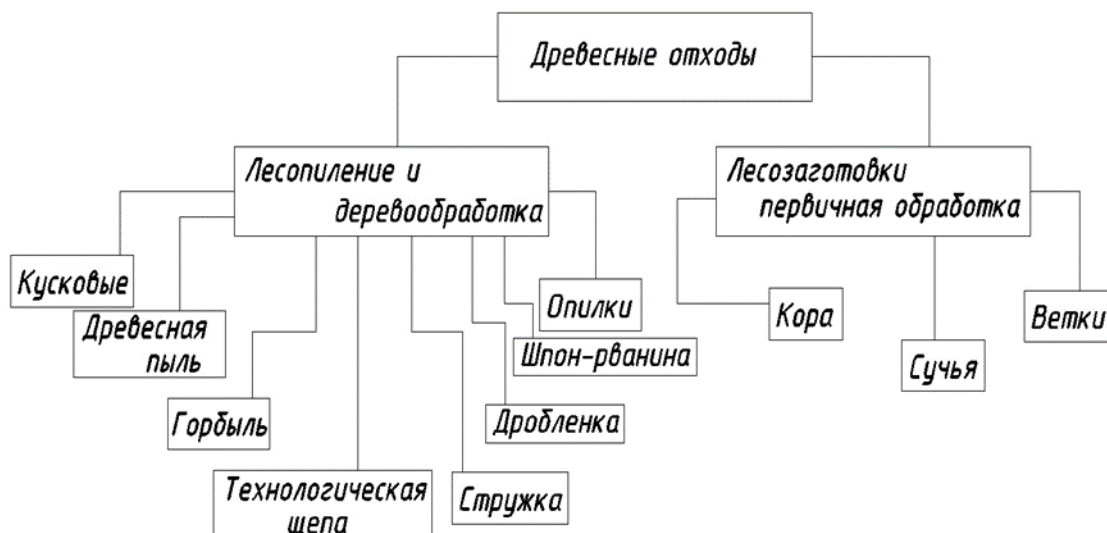 Древесные отходы
Лесопиление и
деревообработка
Лесозаготовки
первичная обработка
Кусковые
Древесная
пыль
Горбыль
Технологическая
щепа
Стружка
Дробленка
Шпон-рванина
Опилки
Кора
Сучья
Ветки